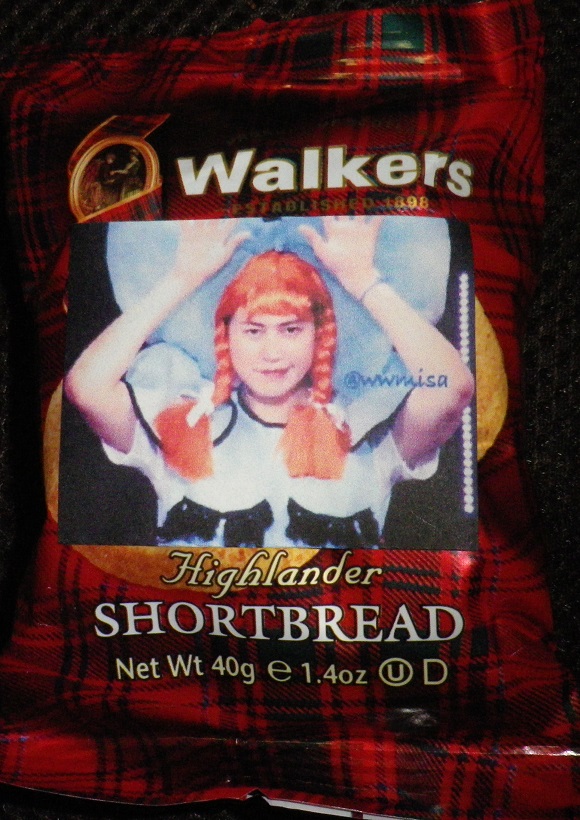 Walkers
ESTABLISHED 1898
@wwmisa
Highlander
SHORTBREAD
Net Wt 40g ℮ 1.4oz Ⓤ D